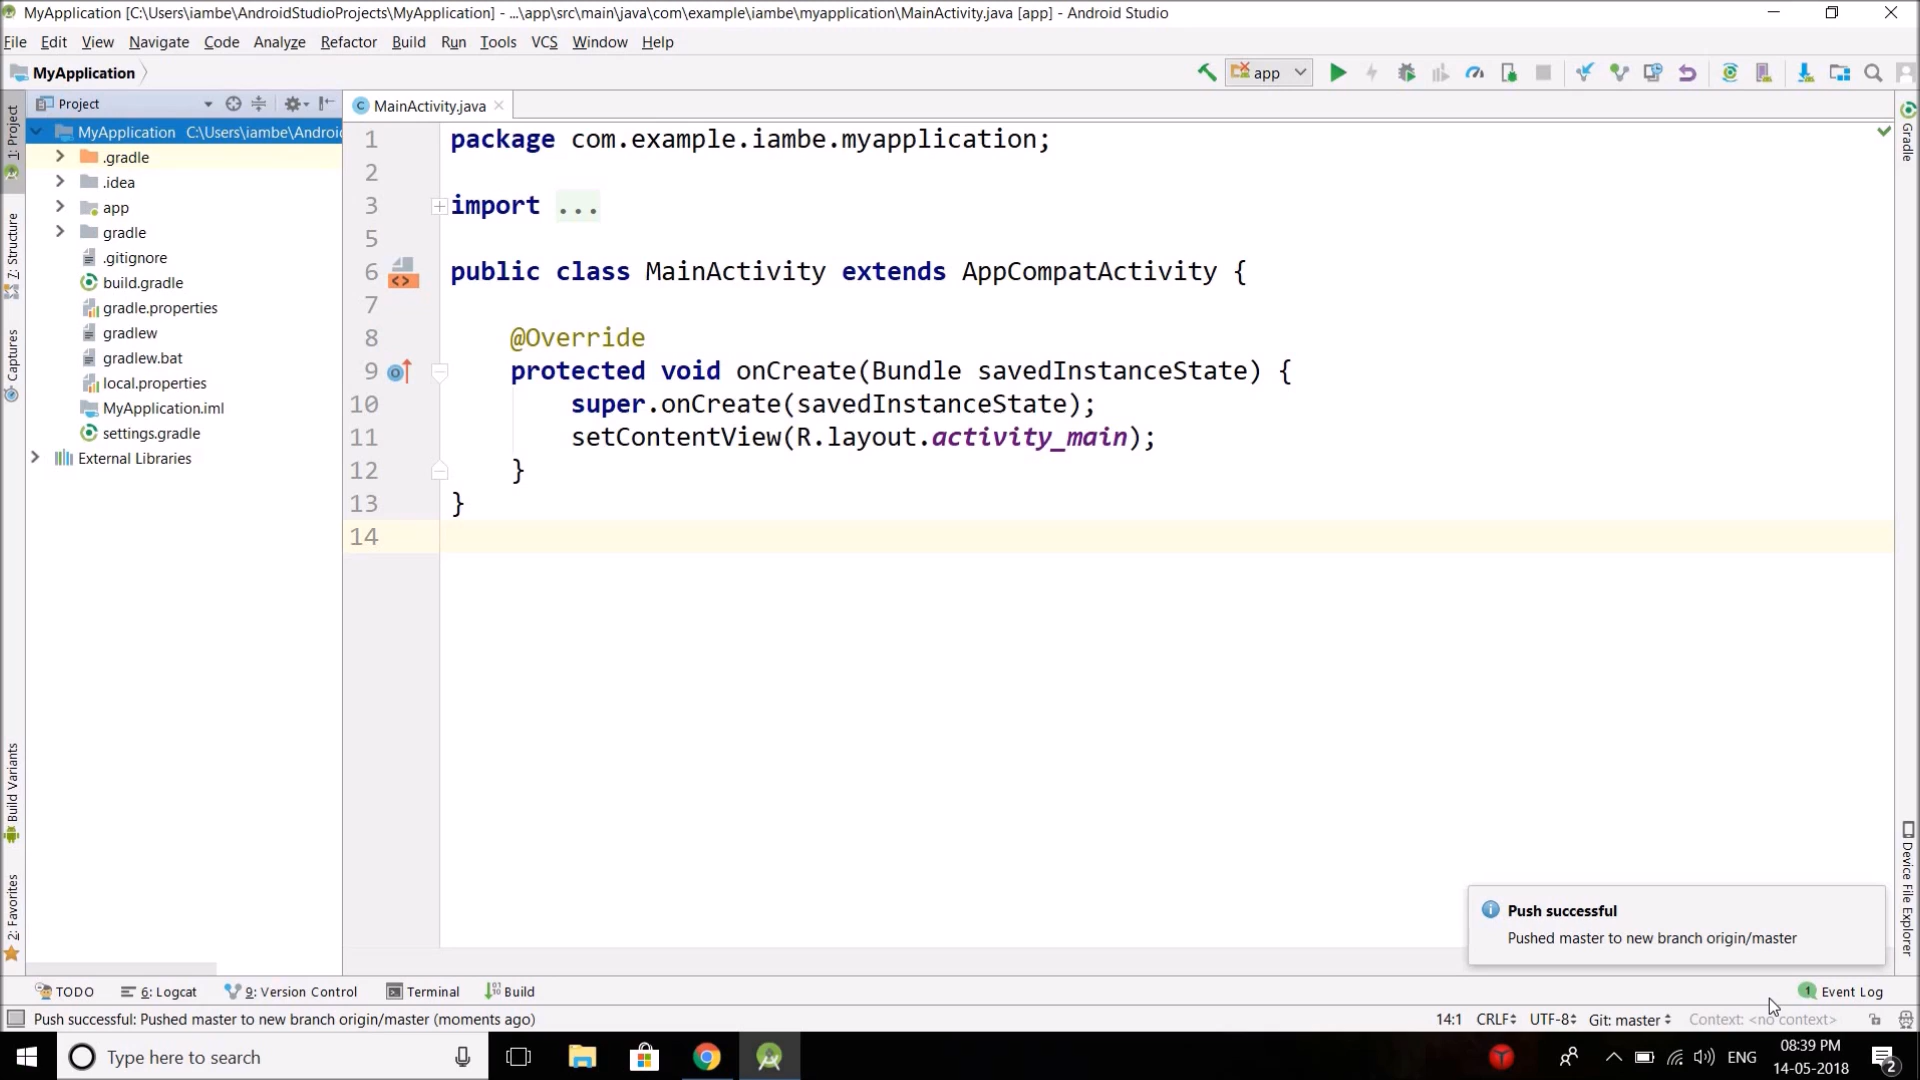 MyApplication [C:\Users\iambe\AndroidStudioProjects\MyApplication] - ...\app\src\main\java\com\example\iambe\myapplication\MainActivity.java [app] - Android Studio
File Edit View Navigate Code Analyze Refactor Build Run Tools VCS Window Help
MyApplication
app
Project
MainActivity.java
1: Project
7: Structure
Captures
Build Variants
2: Favorites
Gradle
Device File Explorer
MyApplication C:\Users\iambe\Androi
.gradle
.idea
app
gradle
.gitignore
build.gradle
gradle.properties
gradlew
gradlew.bat
local.properties
MyApplication.iml
settings.gradle
External Libraries
1 package com.example.iambe.myapplication;
2
3 import ...
5
6 public class MainActivity extends AppCompatActivity {
7
8 @Override
9 protected void onCreate(Bundle savedInstanceState) {
10 super.onCreate(savedInstanceState);
11 setContentView(R.layout.activity_main);
12 }
13 }
14
Push successful
Pushed master to new branch origin/master
TODO 6: Logcat 9: Version Control Terminal Build 1 Event Log
Push successful: Pushed master to new branch origin/master (moments ago) 14:1 CRLF UTF-8 Git: master Context: <no context>
Type here to search
ENG
08:39 PM
14-05-2018
2